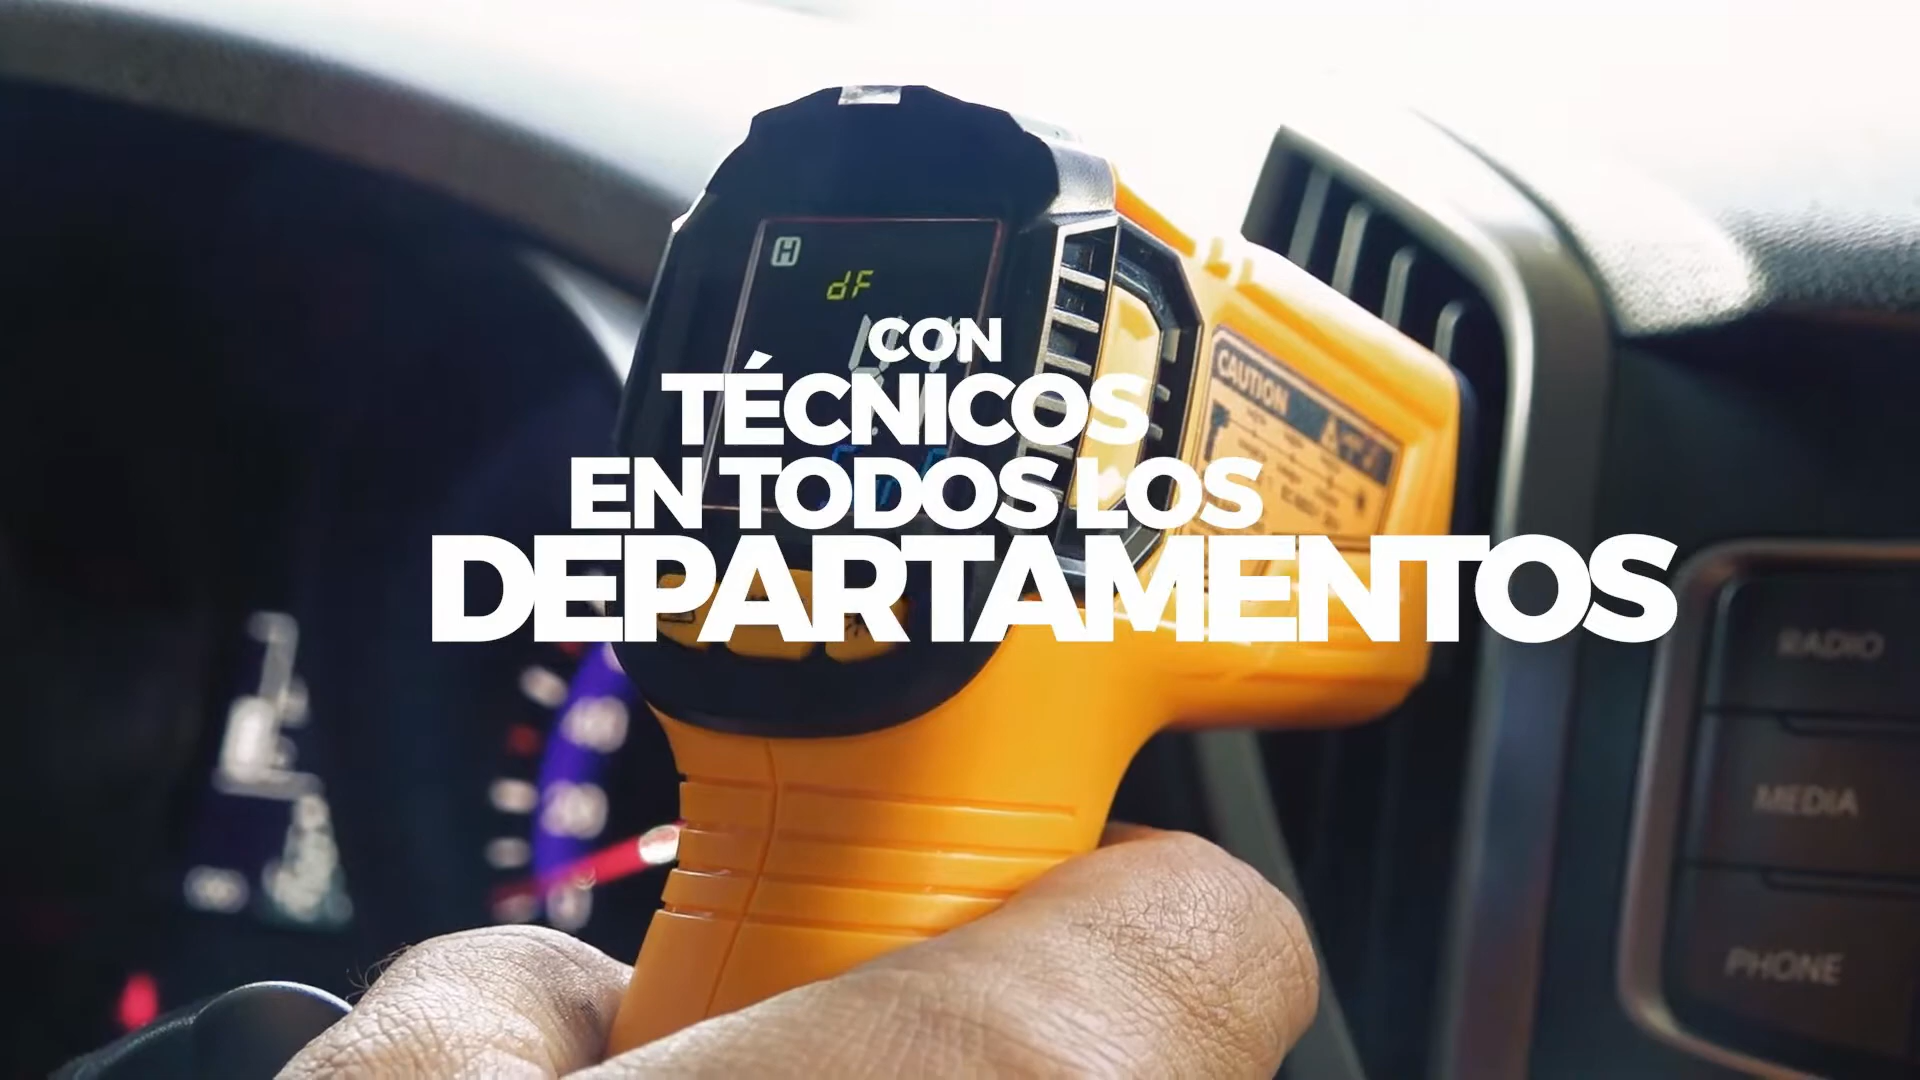 H
dF
CON
TÉCNICOS
EN TODOS LOS
DEPARTAMENTOS
CAUTION
RADIO
MEDIA
PHONE